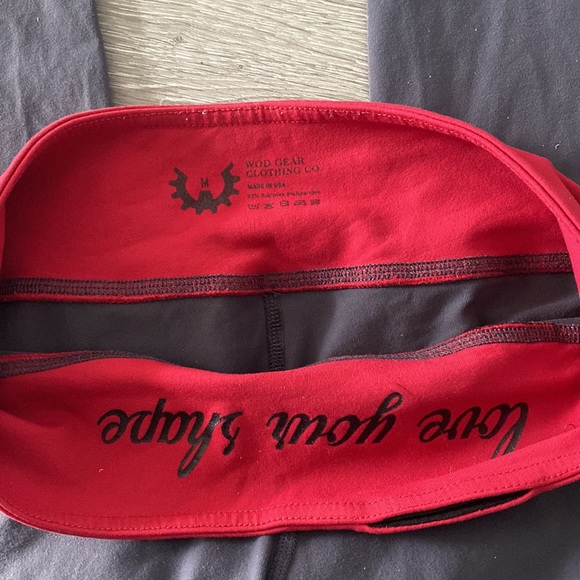 M
WOD GEAR
CLOTHING CO
MADE IN USA
love your shape